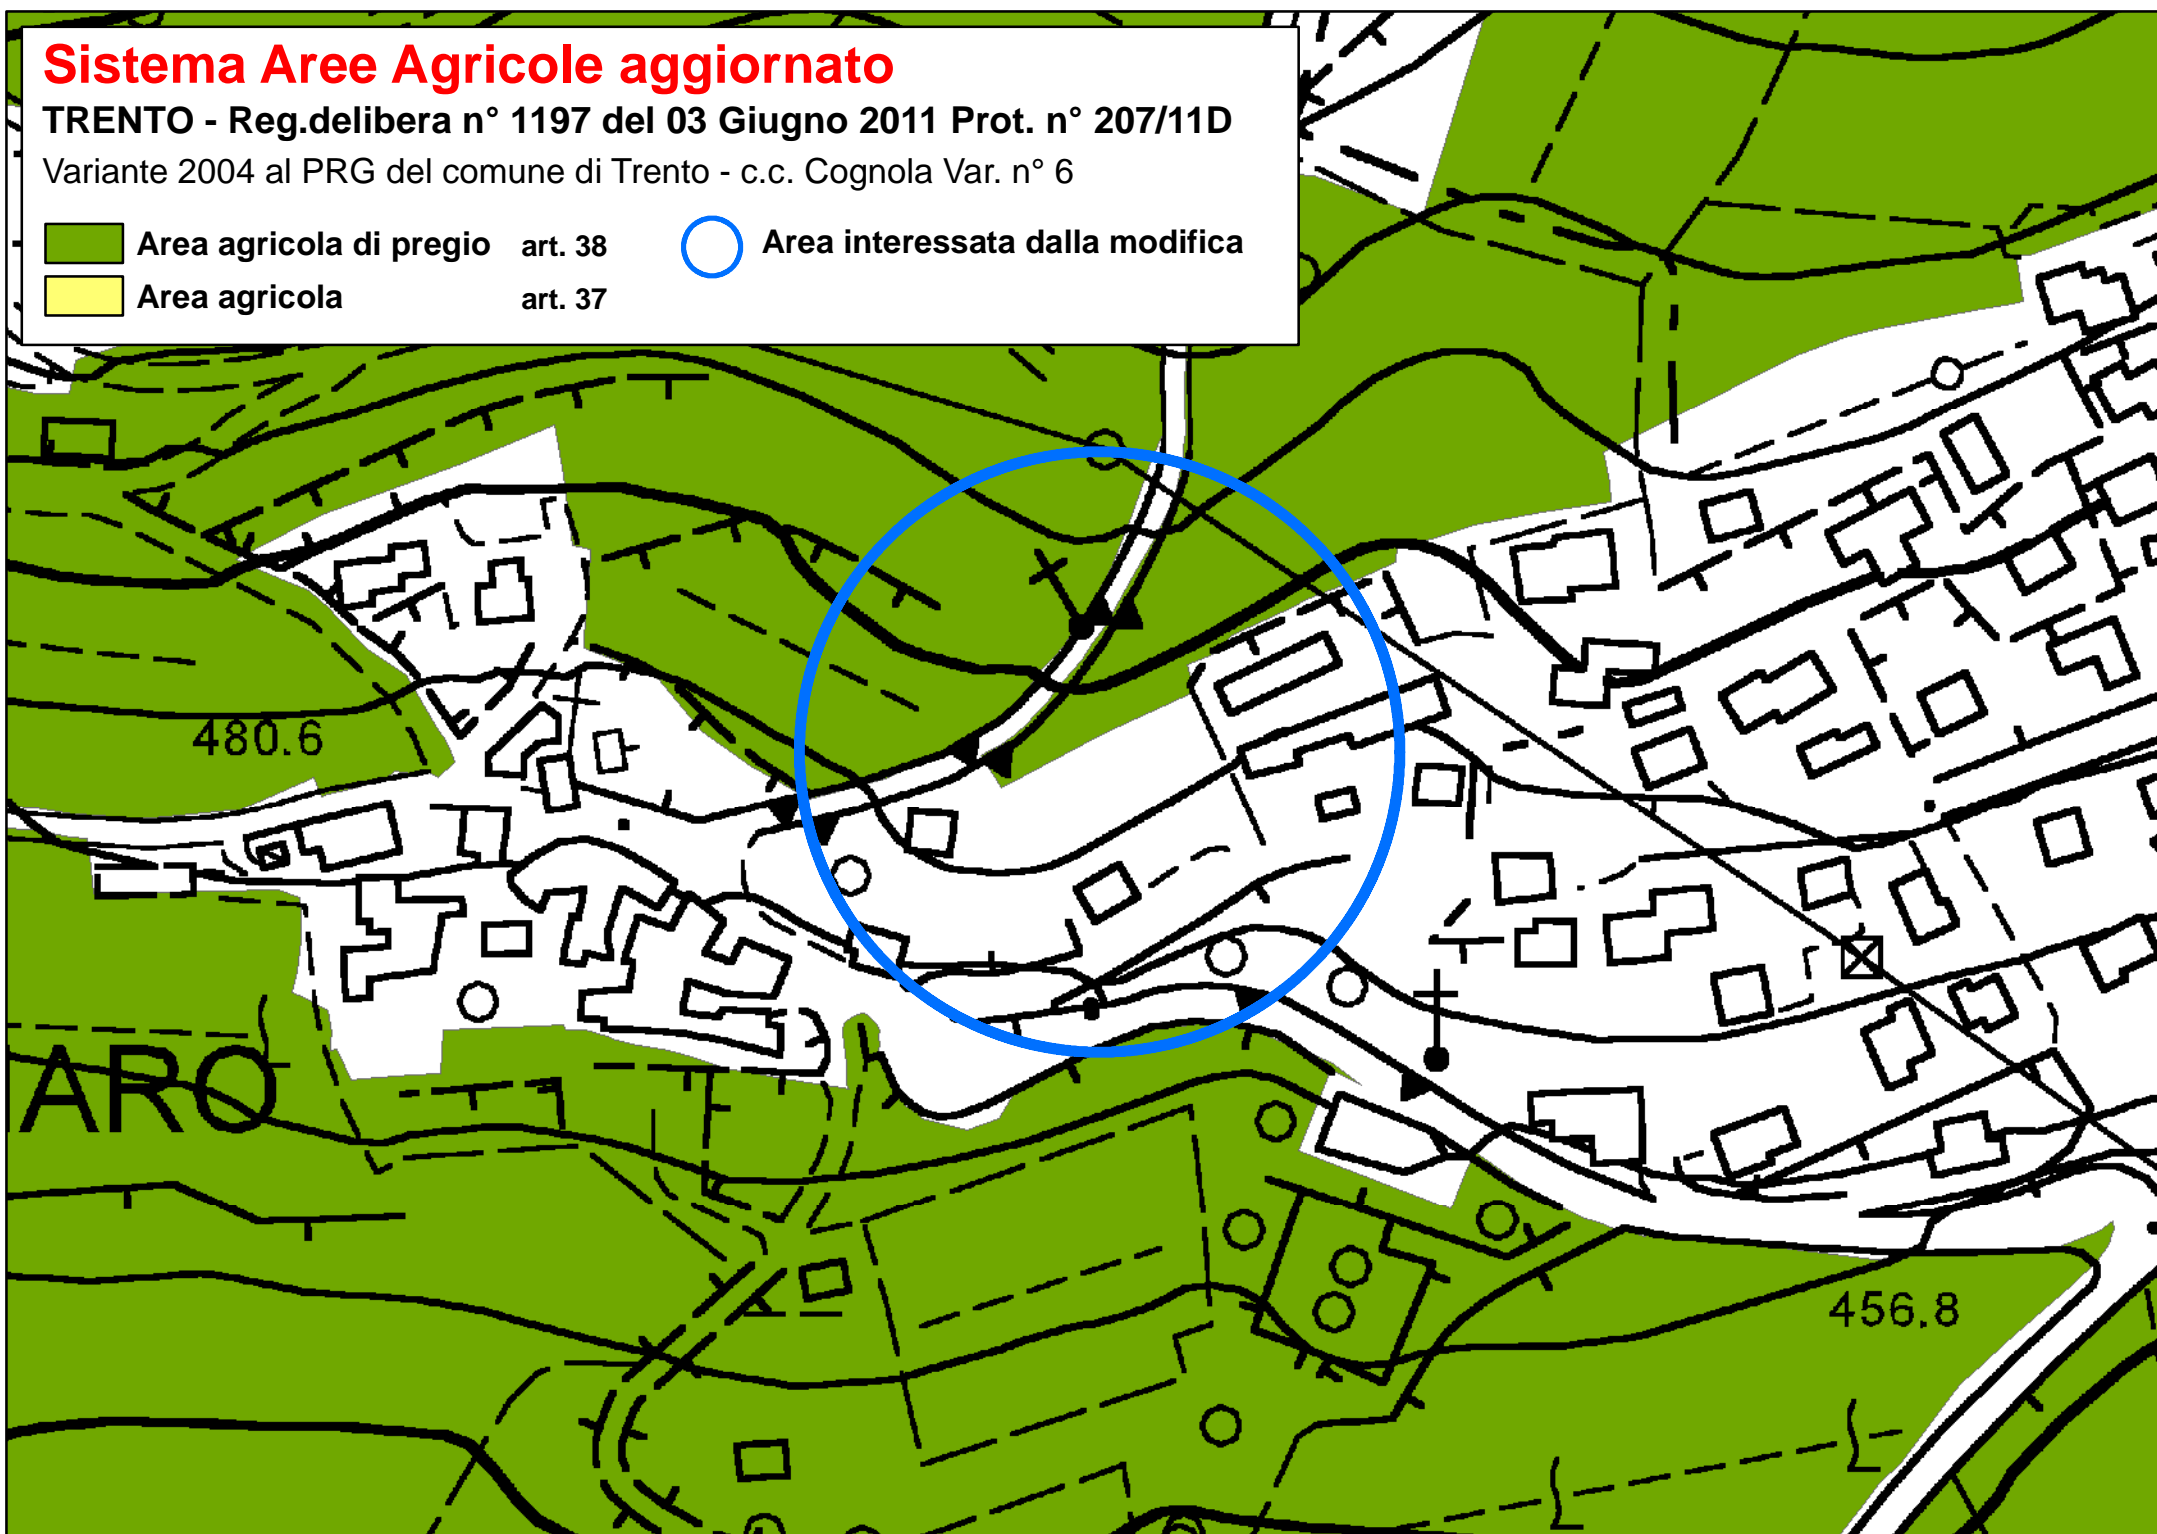 Sistema Aree Agricole aggiornato
TRENTO - Reg.delibera n° 1197 del 03 Giugno 2011 Prot. n° 207/11D
Variante 2004 al PRG del comune di Trento - c.c. Cognola Var. n° 6
Area agricola di pregio art. 38
Area interessata dalla modifica
Area agricola art. 37
480.6
ARO
456.8